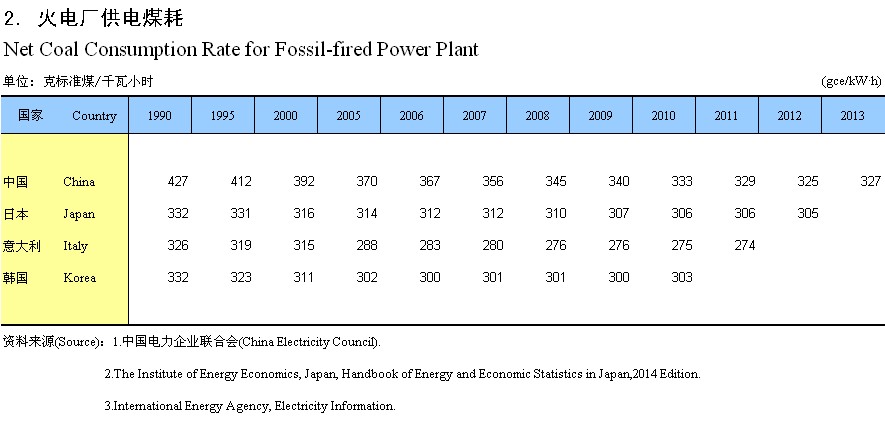 2. 火电厂供电煤耗
Net Coal Consumption Rate for Fossil-fired Power Plant
单位：克标准煤/千瓦小时 (gce/kW·h)
国家 Country 1990 1995 2000 2005 2006 2007 2008 2009 2010 2011 2012 2013
中国 China 427 412 392 370 367 356 345 340 333 329 325 327
日本 Japan 332 331 316 314 312 312 310 307 306 306 305
意大利 Italy 326 319 315 288 283 280 276 276 275 274
韩国 Korea 332 323 311 302 300 301 301 300 303
资料来源(Source)：1.中国电力企业联合会(China Electricity Council).
2.The Institute of Energy Economics, Japan, Handbook of Energy and Economic Statistics in Japan,2014 Edition.
3.International Energy Agency, Electricity Information.